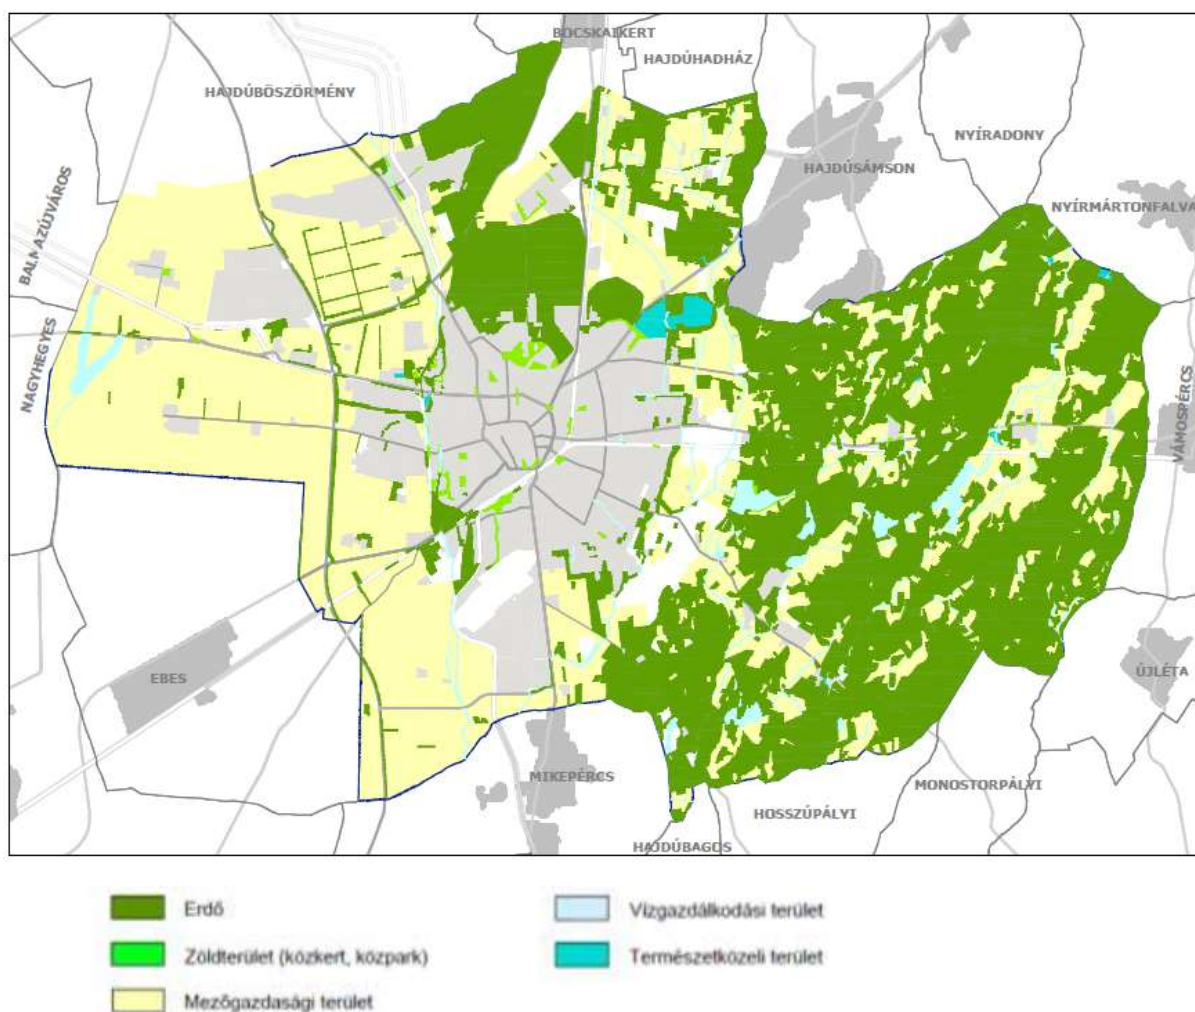 BOCSKAIKERT
HAJDÚHADHÁZ
HAJDÚBÖSZÖRMÉNY
NYÍRADONY
HAJDÚSÁMSON
NYÍRMÁRTONFALVA
BALMAZÚJVÁROS
NAGYHEGYES
VÁMOSPÉRCS
EBES
ÚJLÉTA
MIKEPÉRCS
MONOSTORPÁLYI
HOSSZÚPÁLYI
HAJDÚBAGOS
Erdő
Vízgazdálkodási terület
Zöldterület (közkert, közpark)
Természetközeli terület
Mezőgazdasági terület